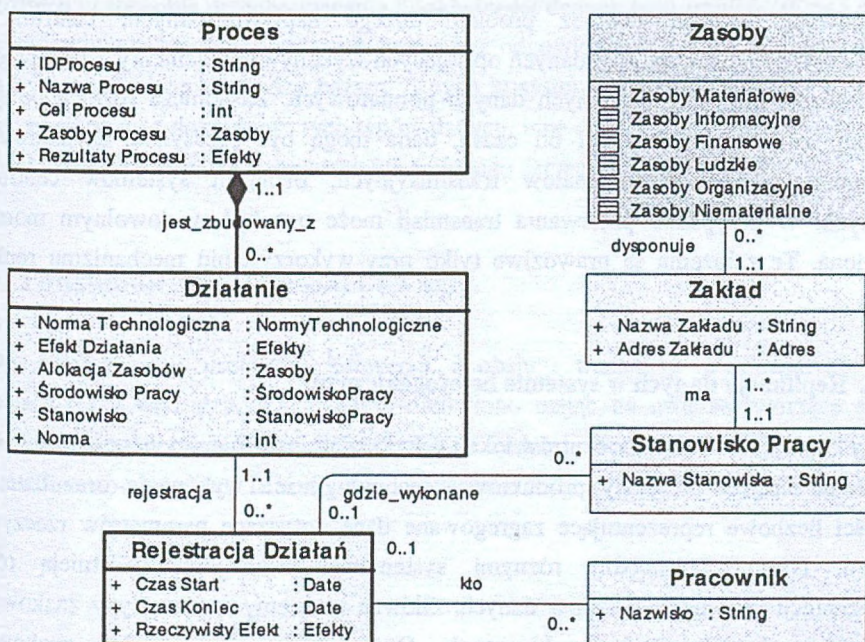 Proces
+ IDProcesu : String
+ Nazwa Procesu : String
+ Cell Procesu : Int
+ Zasoby Procesu : Zasoby
+ Rezultaty Procesu : Efekty
1..1
jest_zbudowany_z
0..*
Działanie
+ Norma Technologiczna : NormyTechnologiczne
+ Efekt Działania : Efekty
+ Alokacja Zasobów : Zasoby
+ Środowisko Pracy : ŚrodowiskoPracy
+ Stanowisko : StanowiskoPracy
+ Norma : Int
1..1
rejestracja
0..*
gdzie_wykonane
0..1
0..*
Rejestracja Działań
+ Czas Start : Date
+ Czas Koniec : Date
+ Rzeczywisty Efekt : Efekty
0..1
kto
0..*
Zasoby
Zasoby Materiałowe
Zasoby Informacyjne
Zasoby Finansowe
Zasoby Ludzkie
Zasoby Organizacyjne
Zasoby Niematerialne
dysponuje
0..*
1..1
Zakład
+ Nazwa Zakładu : String
+ Adres Zakładu : Adres
1..*
ma
1..1
Stanowisko Pracy
+ Nazwa Stanowiska : String
Pracownik
+ Nazwisko : String